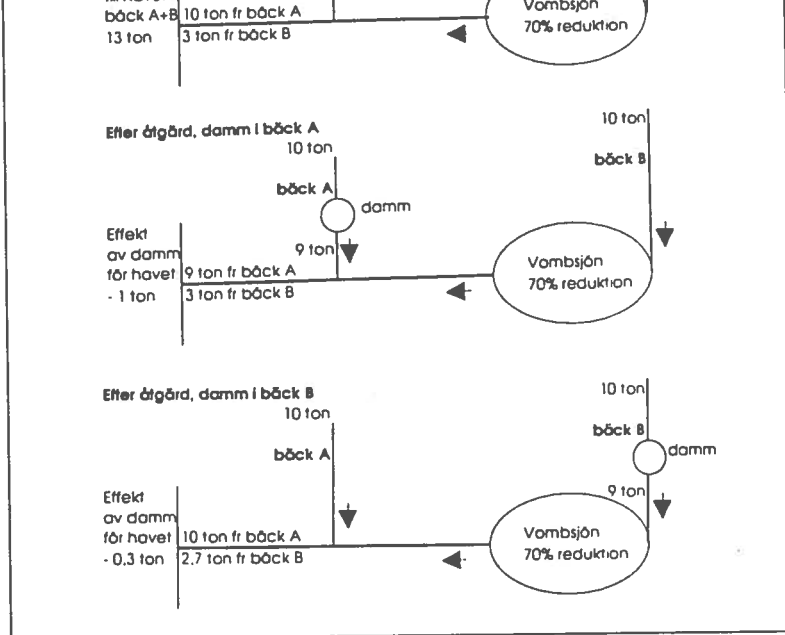 Vombsjön
70% reduktion
bäck A+B 10 ton fr bäck A
13 ton 3 ton fr bäck B
Efter åtgärd, damm i bäck A
10 ton
bäck A
damm
9 ton
10 ton
bäck B
Effekt
av damm
för havet 9 ton fr bäck A
- 1 ton 3 ton fr bäck B
Vombsjön
70% reduktion
Efter åtgärd, damm i bäck B
10 ton
bäck A
10 ton
bäck B
damm
9 ton
Effekt
av damm
för havet 10 ton fr bäck A
- 0.3 ton 2.7 ton fr bäck B
Vombsjön
70% reduktion